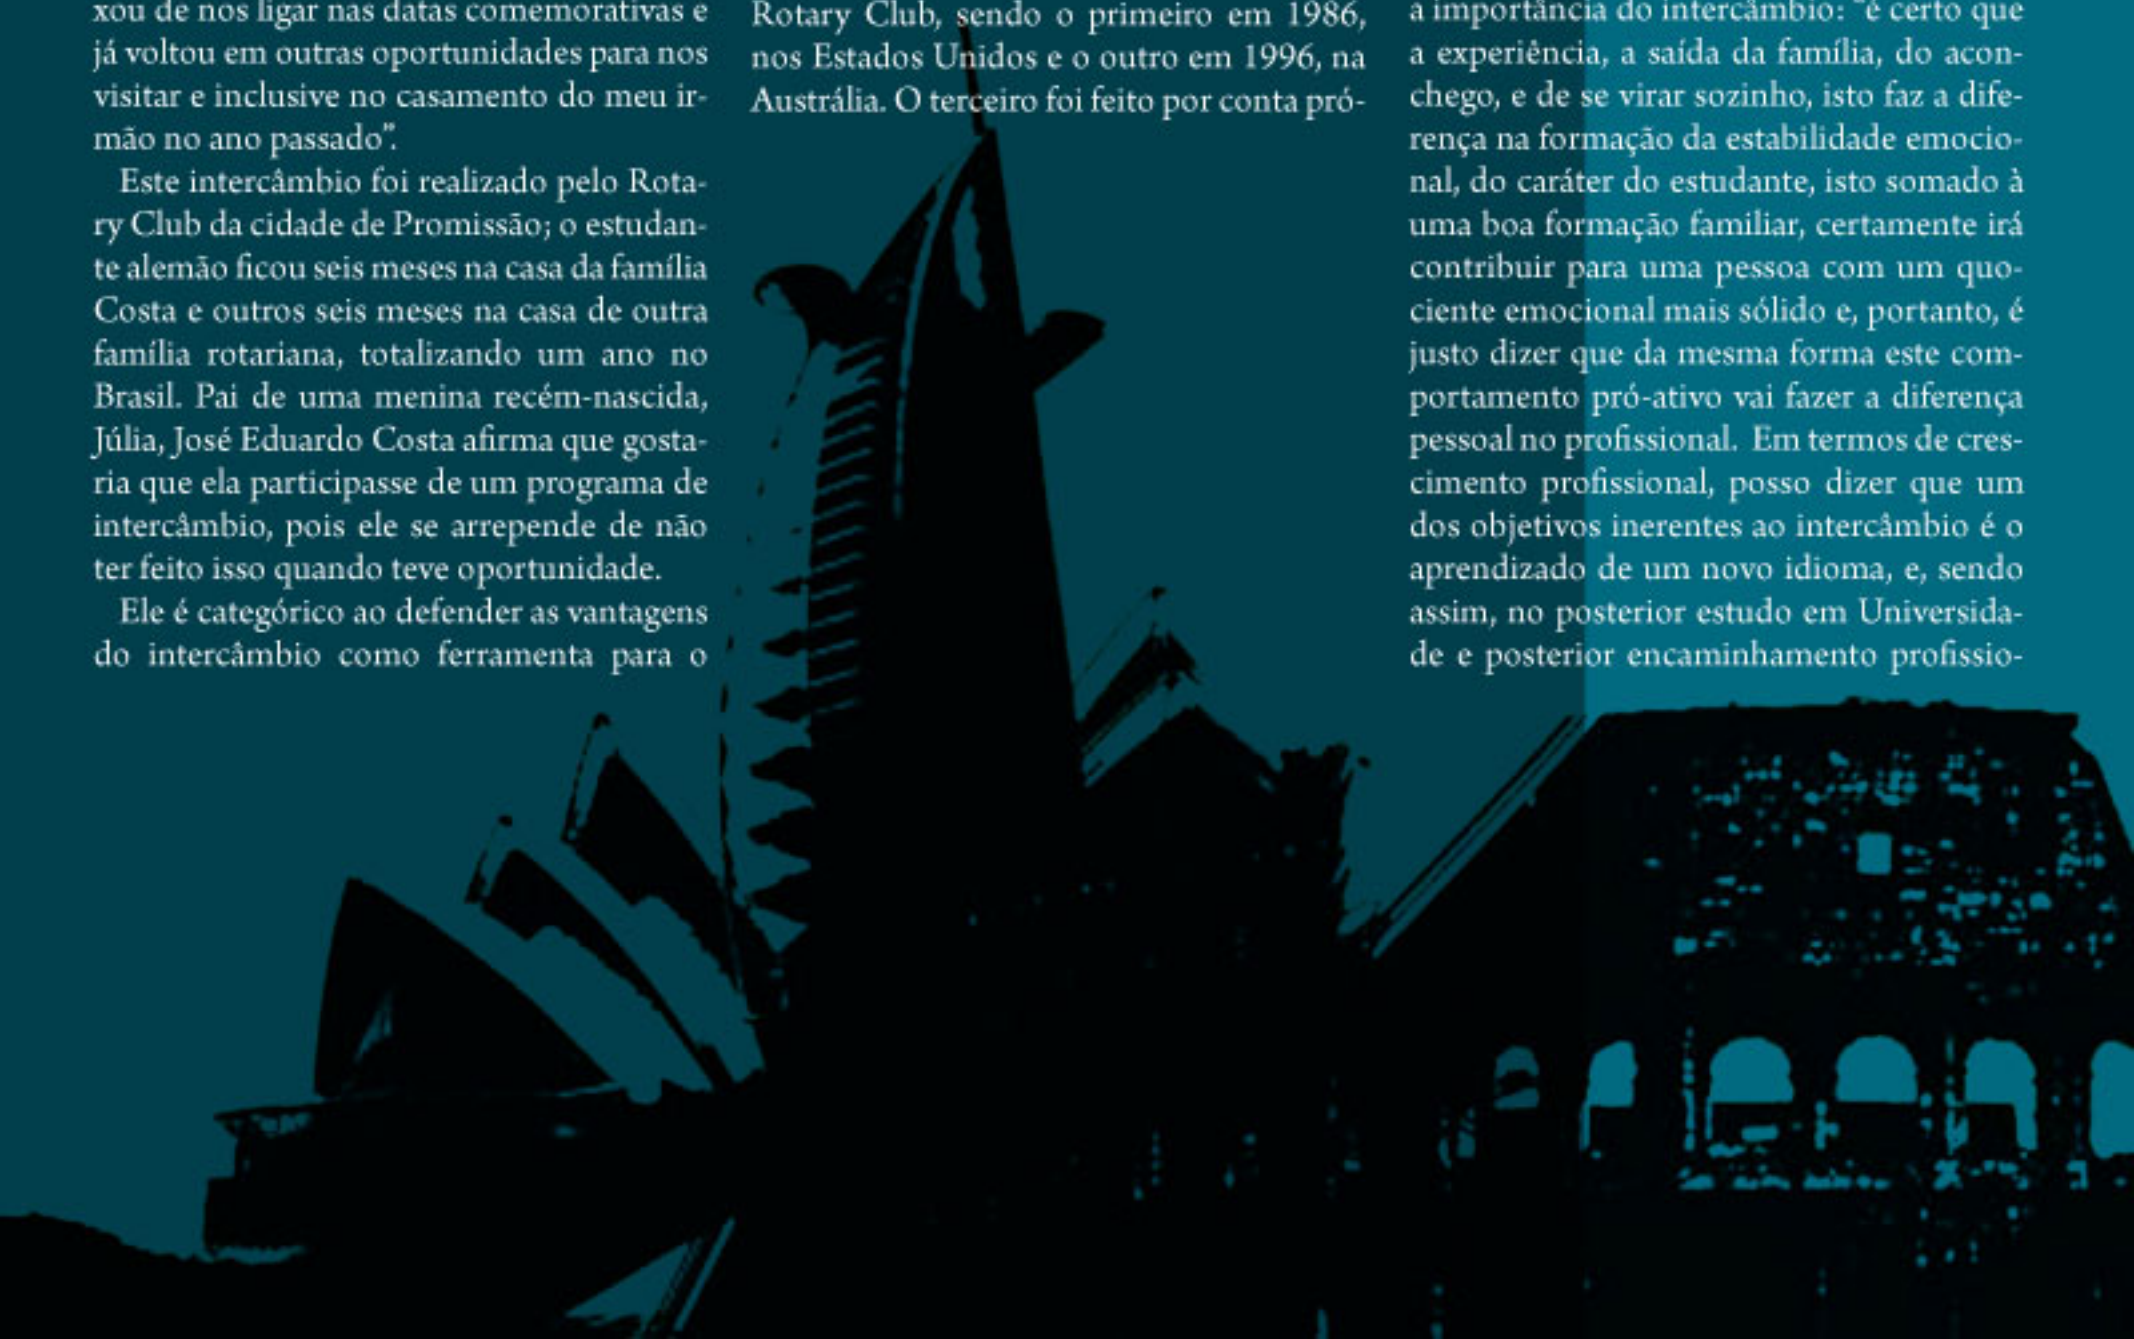 xou de nos ligar nas datas comemorativas e
já voltou em outras oportunidades para nos
visitar e inclusive no casamento do meu ir-
mão no ano passado”.
Este intercâmbio foi realizado pelo Rota-
ry Club da cidade de Promissão; o estudan-
te alemão ficou seis meses na casa da família
Costa e outros seis meses na casa de outra
família rotariana, totalizando um ano no
Brasil. Pai de uma menina recém-nascida,
Júlia, José Eduardo Costa afirma que gosta-
ria que ela participasse de um programa de
intercâmbio, pois ele se arrepende de não
ter feito isso quando teve oportunidade.
Ele é categórico ao defender as vantagens
do intercâmbio como ferramenta para o
Rotary Club, sendo o primeiro em 1986,
nos Estados Unidos e o outro em 1996, na
Austrália. O terceiro foi feito por conta pró-
a importância do intercâmbio: “é certo que
a experiência, a saída da família, do acon-
chego, e de se virar sozinho, isto faz a dife-
rença na formação da estabilidade emocio-
nal, do caráter do estudante, isto somado à
uma boa formação familiar, certamente irá
contribuir para uma pessoa com um quo-
ciente emocional mais sólido e, portanto, é
justo dizer que da mesma forma este com-
portamento pró-ativo vai fazer a diferença
pessoal no profissional. Em termos de cres-
cimento profissional, posso dizer que um
dos objetivos inerentes ao intercâmbio é o
aprendizado de um novo idioma, e, sendo
assim, no posterior estudo em Universida-
de e posterior encaminhamento profissio-